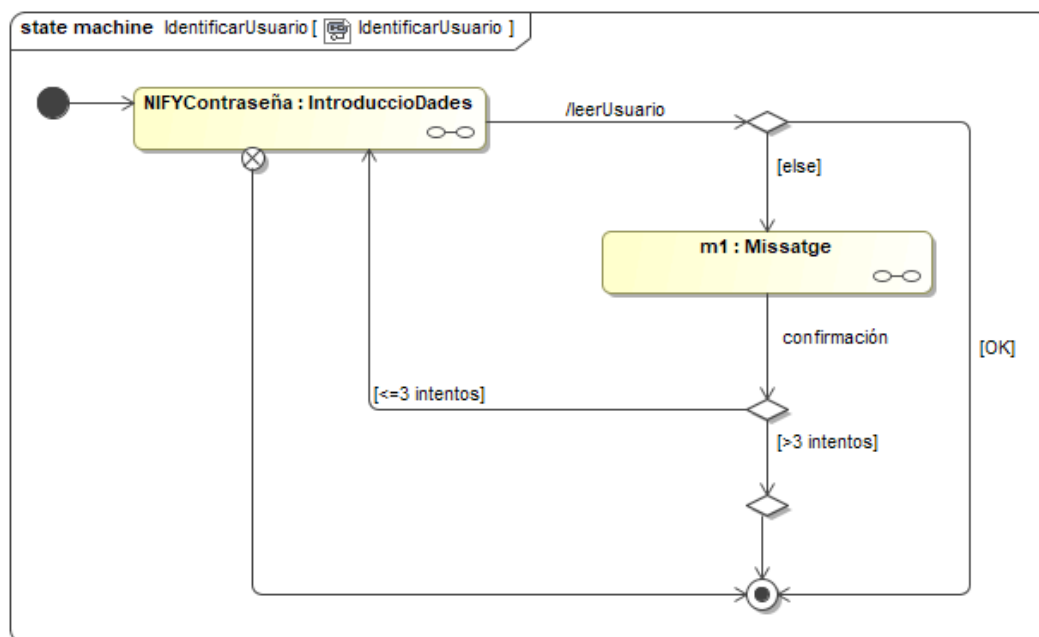 state machine IdentificarUsuario [ IdentificarUsuario ]
NIFYContraseña : IntroduccioDades
/leerUsuario
[else]
m1 : Missatge
confirmación
[OK]
[<=3 intentos]
[>3 intentos]